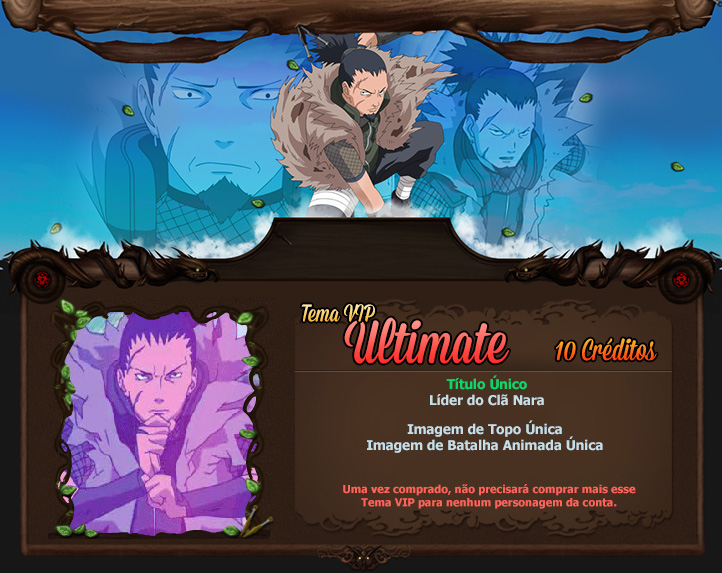 Tema VIP
Ultimate
10 Créditos
Título Único
Líder do Clã Nara
Imagem de Topo Única
Imagem de Batalha Animada Única
Uma vez comprado, não precisará comprar mais esse
Tema VIP para nenhum personagem da conta.